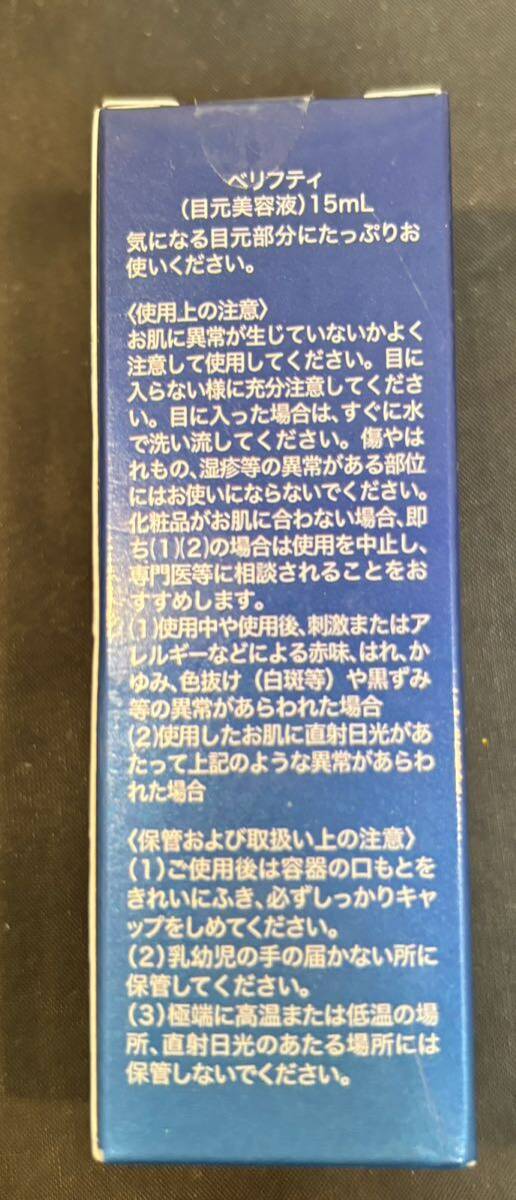 ベリフティ
（目元美容液）15mL
気になる目元部分にたっぷりお
使いください。
〈使用上の注意〉
お肌に異常が生じていないかよく
注意して使用してください。目に
入らない様に充分注意してくださ
い。目に入った場合は、すぐに水
で洗い流してください。傷やは
れもの、湿疹等の異常がある部位
にはお使いにならないでください。
化粧品がお肌に合わない場合、即
ち(1)(2)の場合は使用を中止し、
専門医等に相談されることをお
すすめします。
(1)使用中や使用後、刺激またはア
レルギーなどによる赤味、はれ、か
ゆみ、色抜け（白斑等）や黒ずみ
等の異常があらわれた場合
(2)使用したお肌に直射日光があ
たって上記のような異常があらわ
れた場合
〈保管および取扱い上の注意〉
(1)ご使用後は容器の口もとを
きれいにふき、必ずしっかりキャ
ップをしめてください。
(2)乳幼児の手の届かない所に
保管してください。
(3)極端に高温または低温の場
所、直射日光のあたる場所には
保管しないでください。